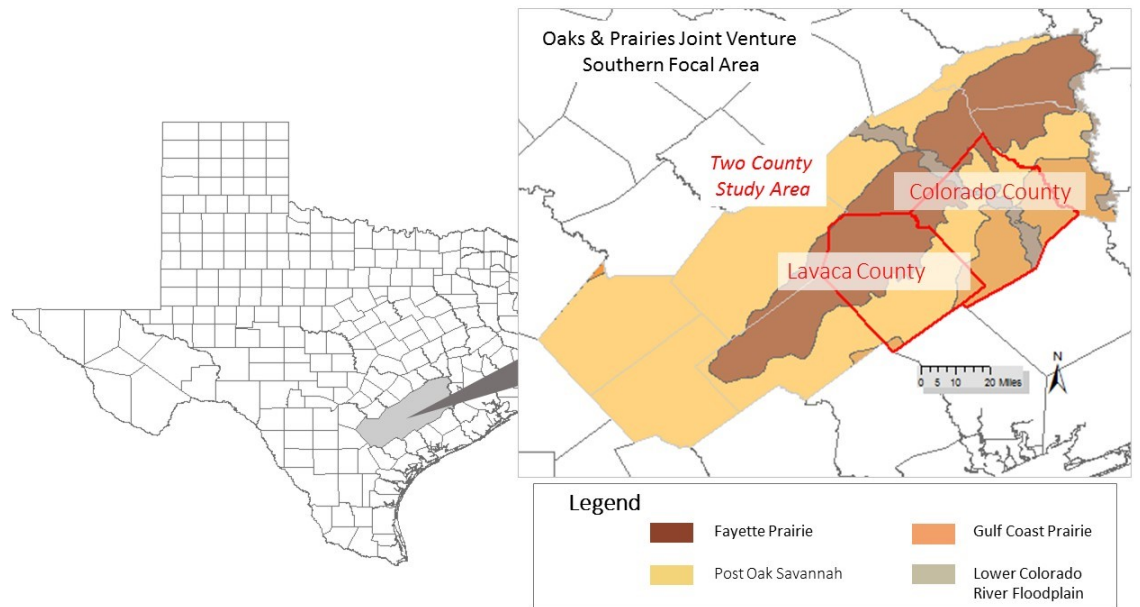 Oaks & Prairies Joint Venture
Southern Focal Area
Two County
Study Area
Colorado County
Lavaca County
N
0 5 10 20 Miles
Legend
Fayette Prairie
Gulf Coast Prairie
Post Oak Savannah
Lower Colorado
River Floodplain